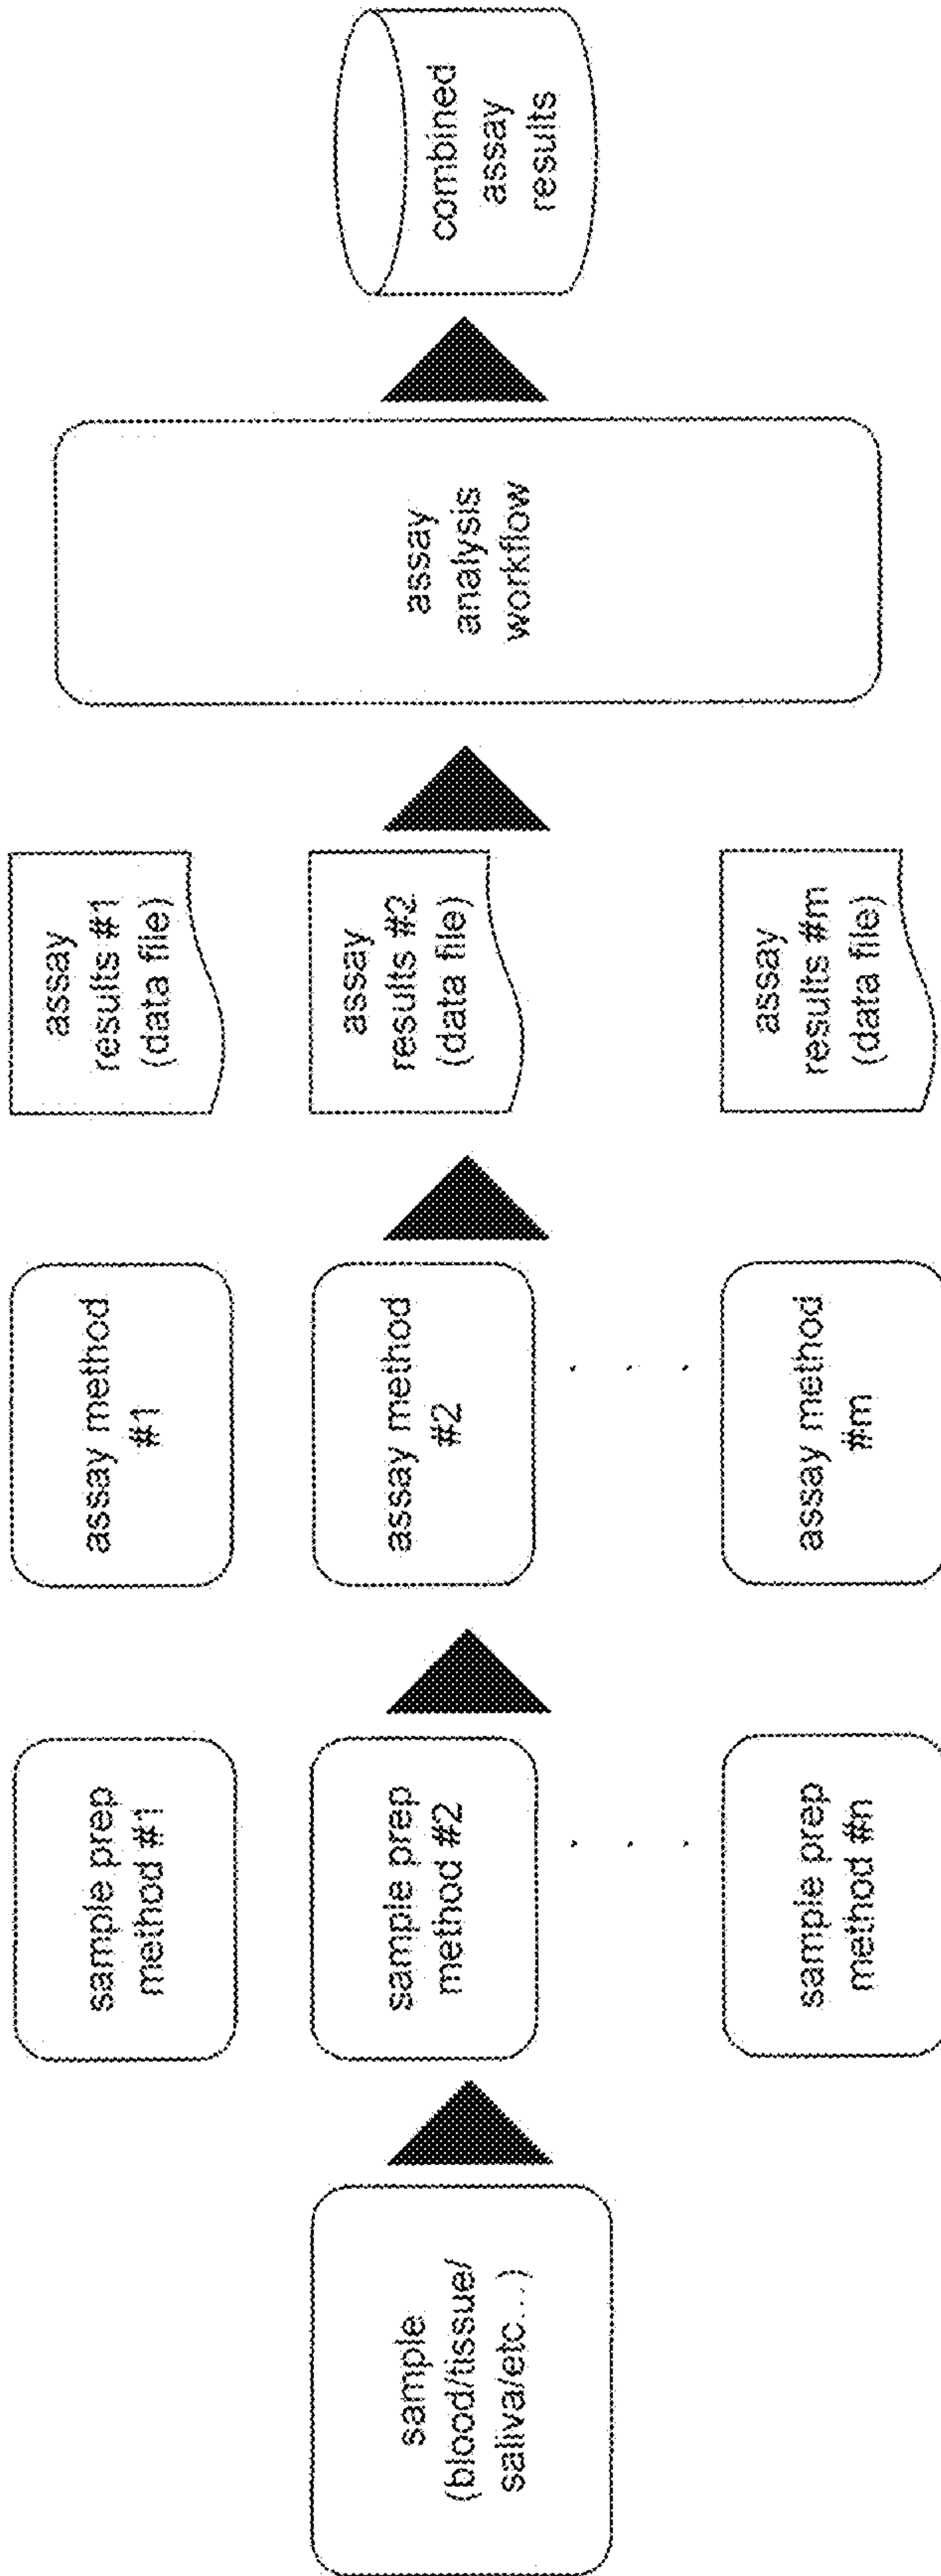 sample
(blood/tissue/
saliva/etc...)
sample prep
method #1
sample prep
method #2
sample prep
method #n
assay method
#1
assay method
#2
assay method
#m
assay
results #1
(data file)
assay
results #2
(data file)
assay
results #m
(data file)
assay
analysis
workflow
combined
assay
results